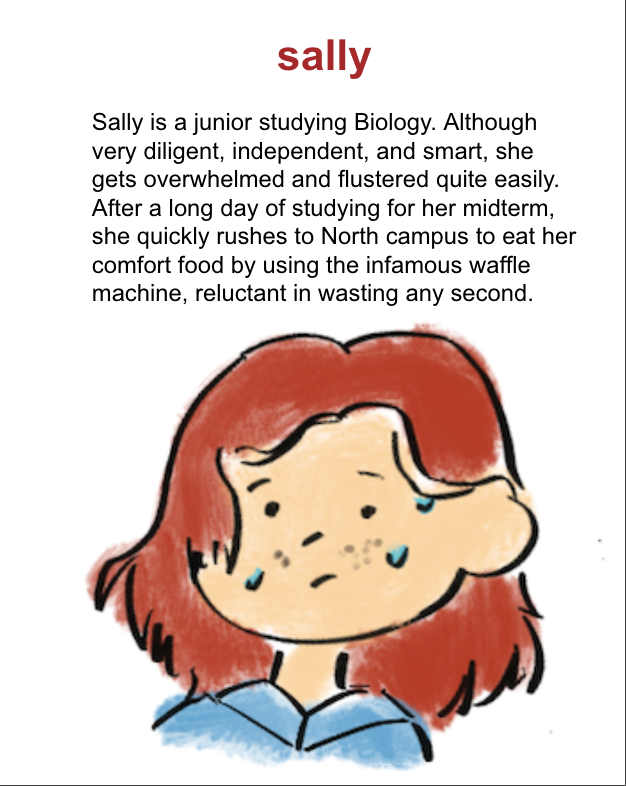 sally
Sally is a junior studying Biology. Although
very diligent, independent, and smart, she
gets overwhelmed and flustered quite easily.
After a long day of studying for her midterm,
she quickly rushes to North campus to eat her
comfort food by using the infamous waffle
machine, reluctant in wasting any second.